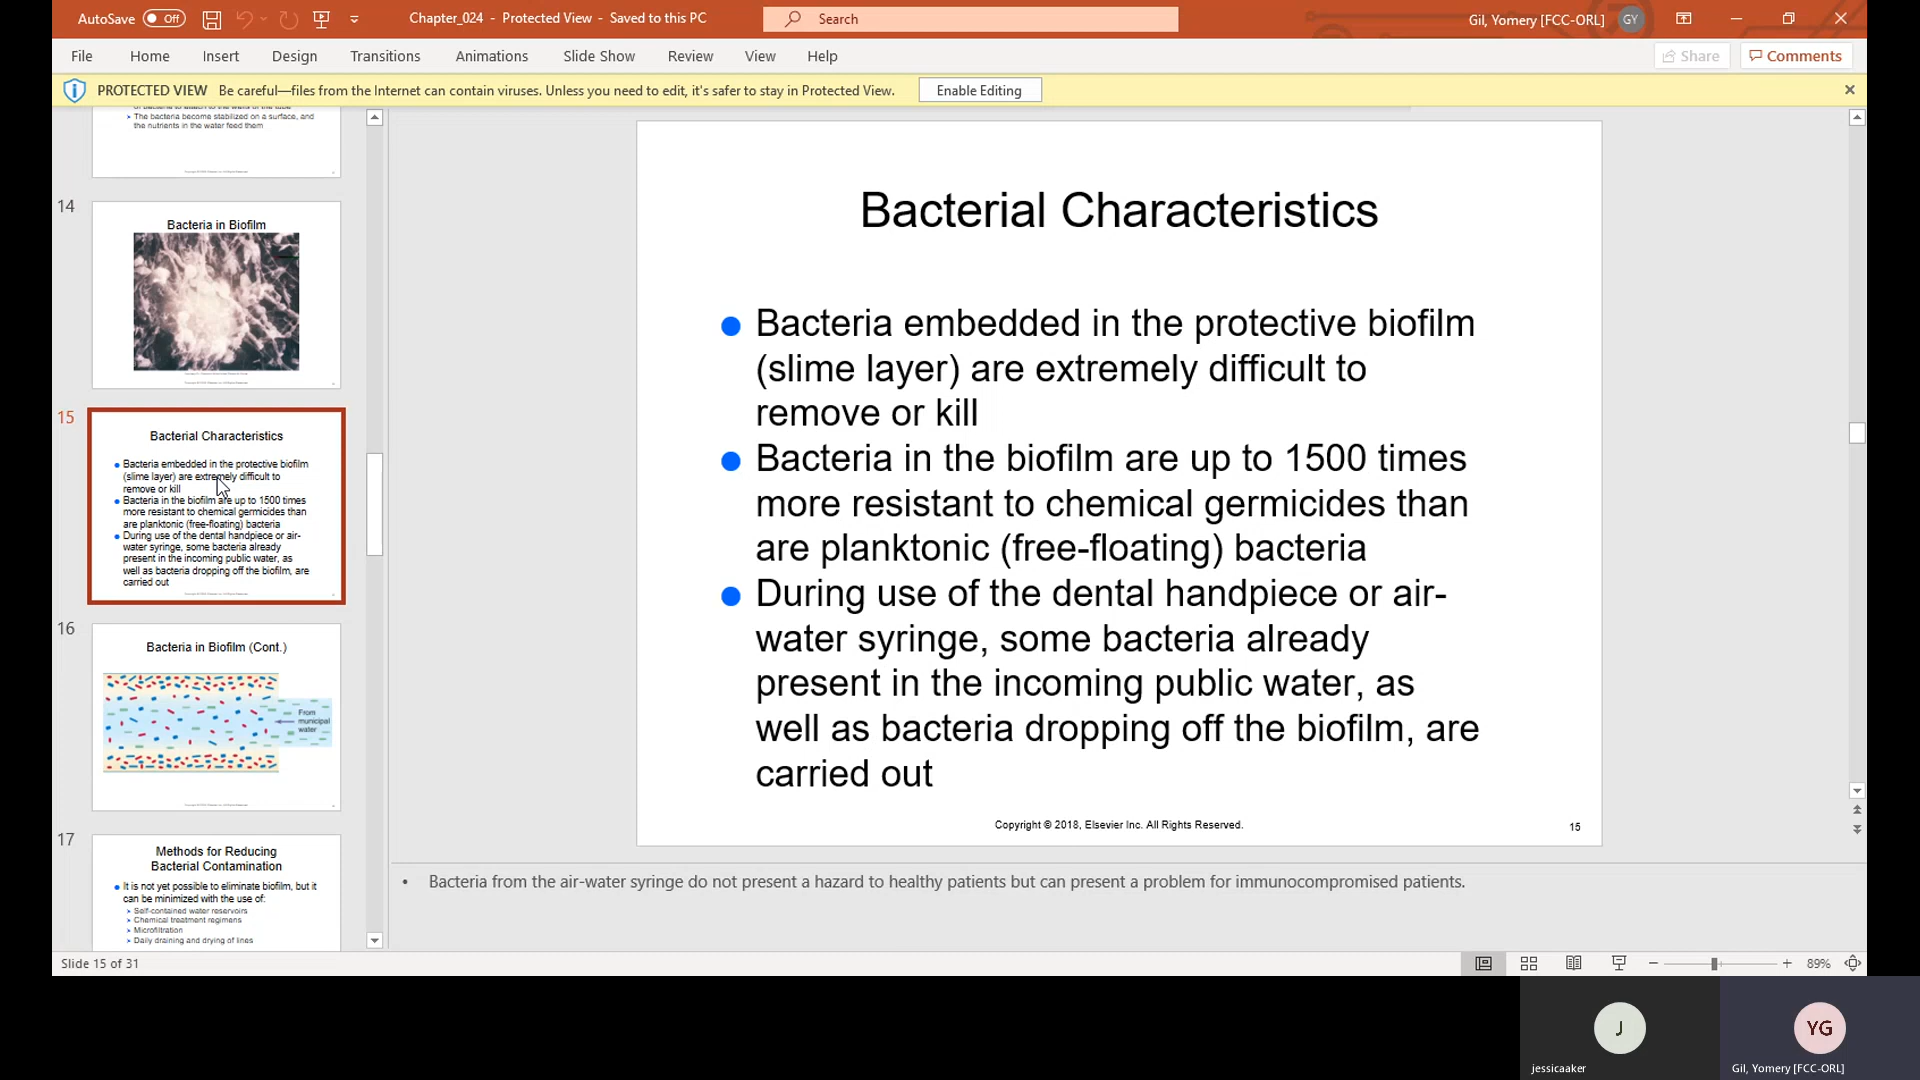 AutoSave Off
Chapter_024 - Protected View - Saved to this PC
Search
Gil, Yomery [FCC-ORL] GY
File Home Insert Design Transitions Animations Slide Show Review View Help
Share Comments
PROTECTED VIEW Be careful—files from the Internet can contain viruses. Unless you need to edit, it's safer to stay in Protected View. Enable Editing
The bacteria become stabilized on a surface, and
the nutrients in the water feed them
14
Bacteria in Biofilm
15
Bacterial Characteristics
Bacteria embedded in the protective biofilm
(slime layer) are extremely difficult to
remove or kill
Bacteria in the biofilm are up to 1500 times
more resistant to chemical germicides than
are planktonic (free-floating) bacteria
During use of the dental handpiece or air-
water syringe, some bacteria already
present in the incoming public water, as
well as bacteria dropping off the biofilm, are
carried out
16
Bacteria in Biofilm (Cont.)
From
municipal
water
17
Methods for Reducing
Bacterial Contamination
It is not yet possible to eliminate biofilm, but it
can be minimized with the use of:
Self-contained water reservoirs
Chemical treatment regimens
Microfiltration
Daily draining and drying of lines
Bacterial Characteristics
Bacteria embedded in the protective biofilm
(slime layer) are extremely difficult to
remove or kill
Bacteria in the biofilm are up to 1500 times
more resistant to chemical germicides than
are planktonic (free-floating) bacteria
During use of the dental handpiece or air-
water syringe, some bacteria already
present in the incoming public water, as
well as bacteria dropping off the biofilm, are
carried out
Copyright © 2018, Elsevier Inc. All Rights Reserved.
15
Bacteria from the air-water syringe do not present a hazard to healthy patients but can present a problem for immunocompromised patients.
Slide 15 of 31
89%
J
jessicaaker
YG
Gil, Yomery [FCC-ORL]